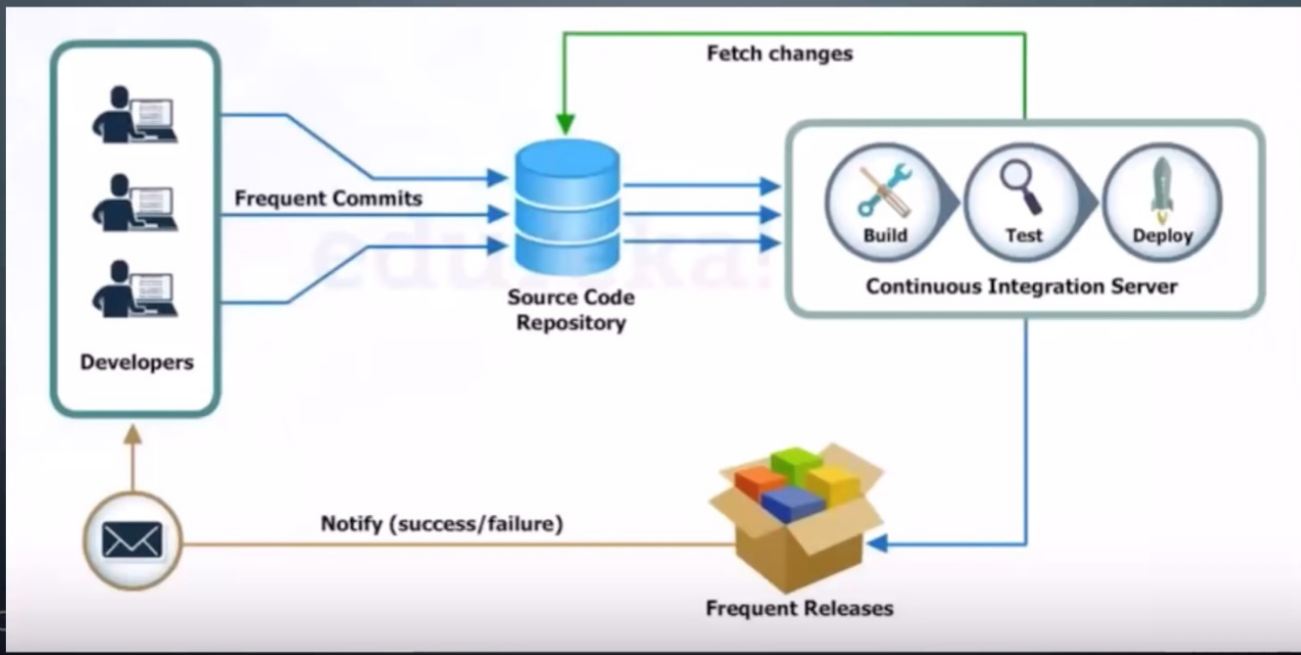 Fetch changes
Frequent Commits
Build
Test
Deploy
Continuous Integration Server
Source Code
Repository
Developers
edureka!
Notify (success/failure)
Frequent Releases